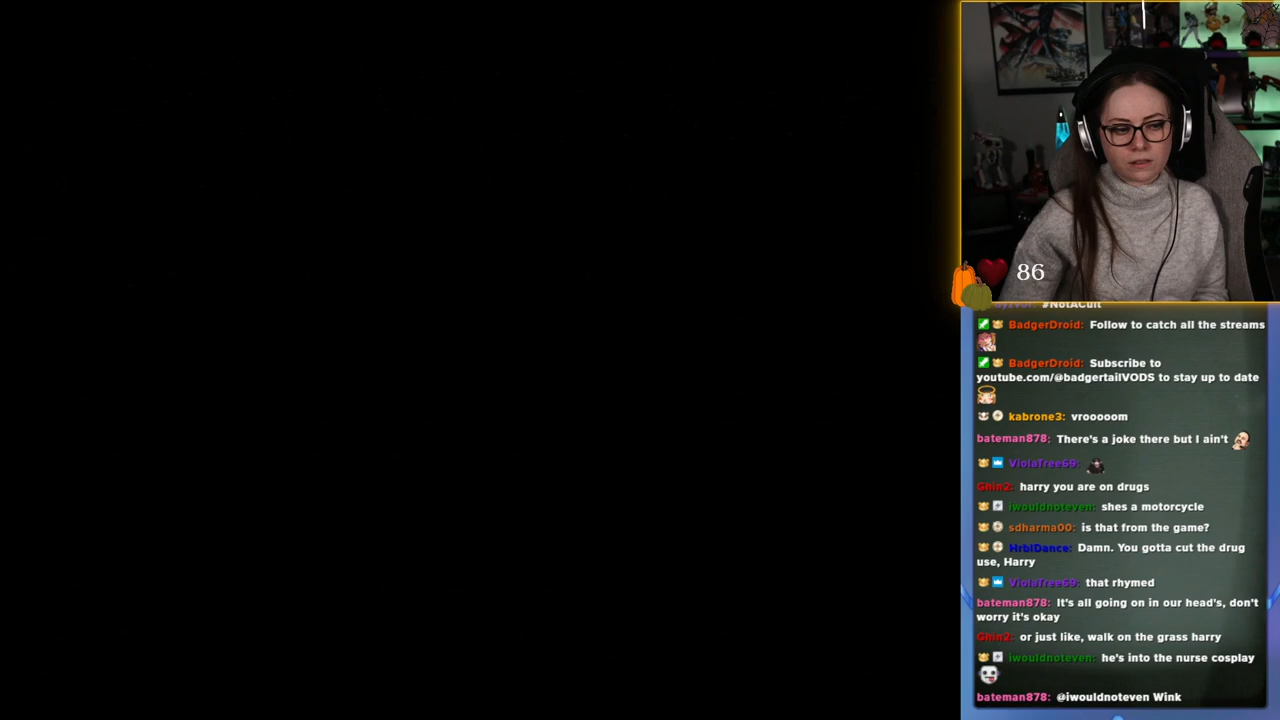 86
#NotACult
BadgerDroid: Follow to catch all the streams
BadgerDroid: Subscribe to
youtube.com/@badgertailVODS to stay up to date
kabrone3: vrooooom
bateman878: There's a joke there but I ain't
ViolaTree69:
Ghin2: harry you are on drugs
iwouldnoteven: shes a motorcycle
sdharma00: is that from the game?
HrblDance: Damn. You gotta cut the drug
use, Harry
ViolaTree69: that rhymed
bateman878: It's all going on in our head's, don't
worry it's okay
Ghin2: or just like, walk on the grass harry
iwouldnoteven: he's into the nurse cosplay
bateman878: @iwouldnoteven Wink